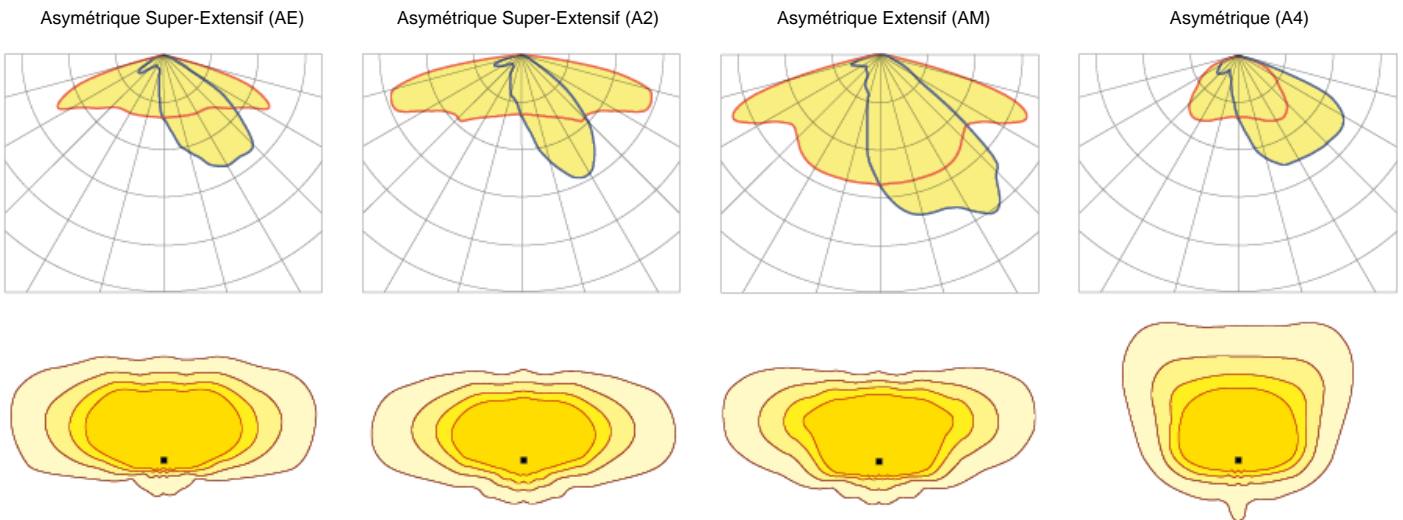 Asymétrique Super-Extensif (AE)
Asymétrique Super-Extensif (A2)
Asymétrique Extensif (AM)
Asymétrique (A4)